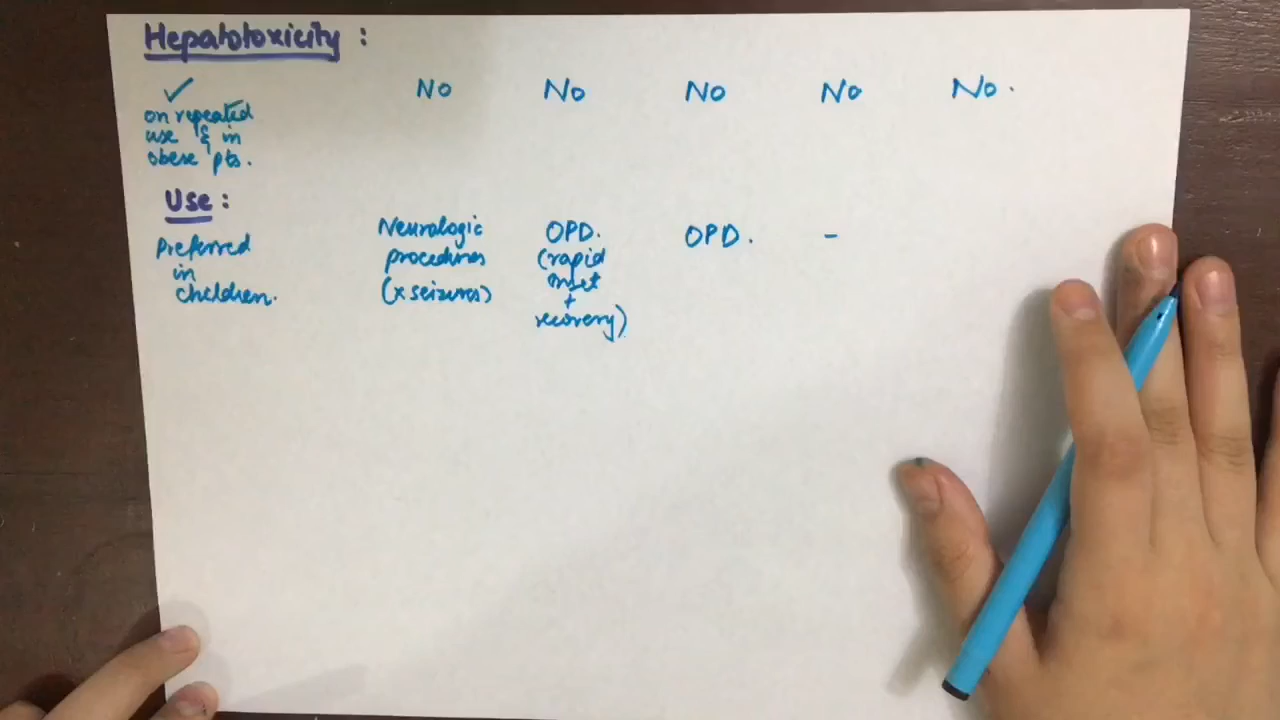 Hepatotoxicity :
✓ No No No No No.
on repeated
use & in
obese pts.
Use :
Preferred
in
children.
Neurologic
procedures
(x seizures)
OPD.
(rapid
onset
+
recovery)
OPD.
-